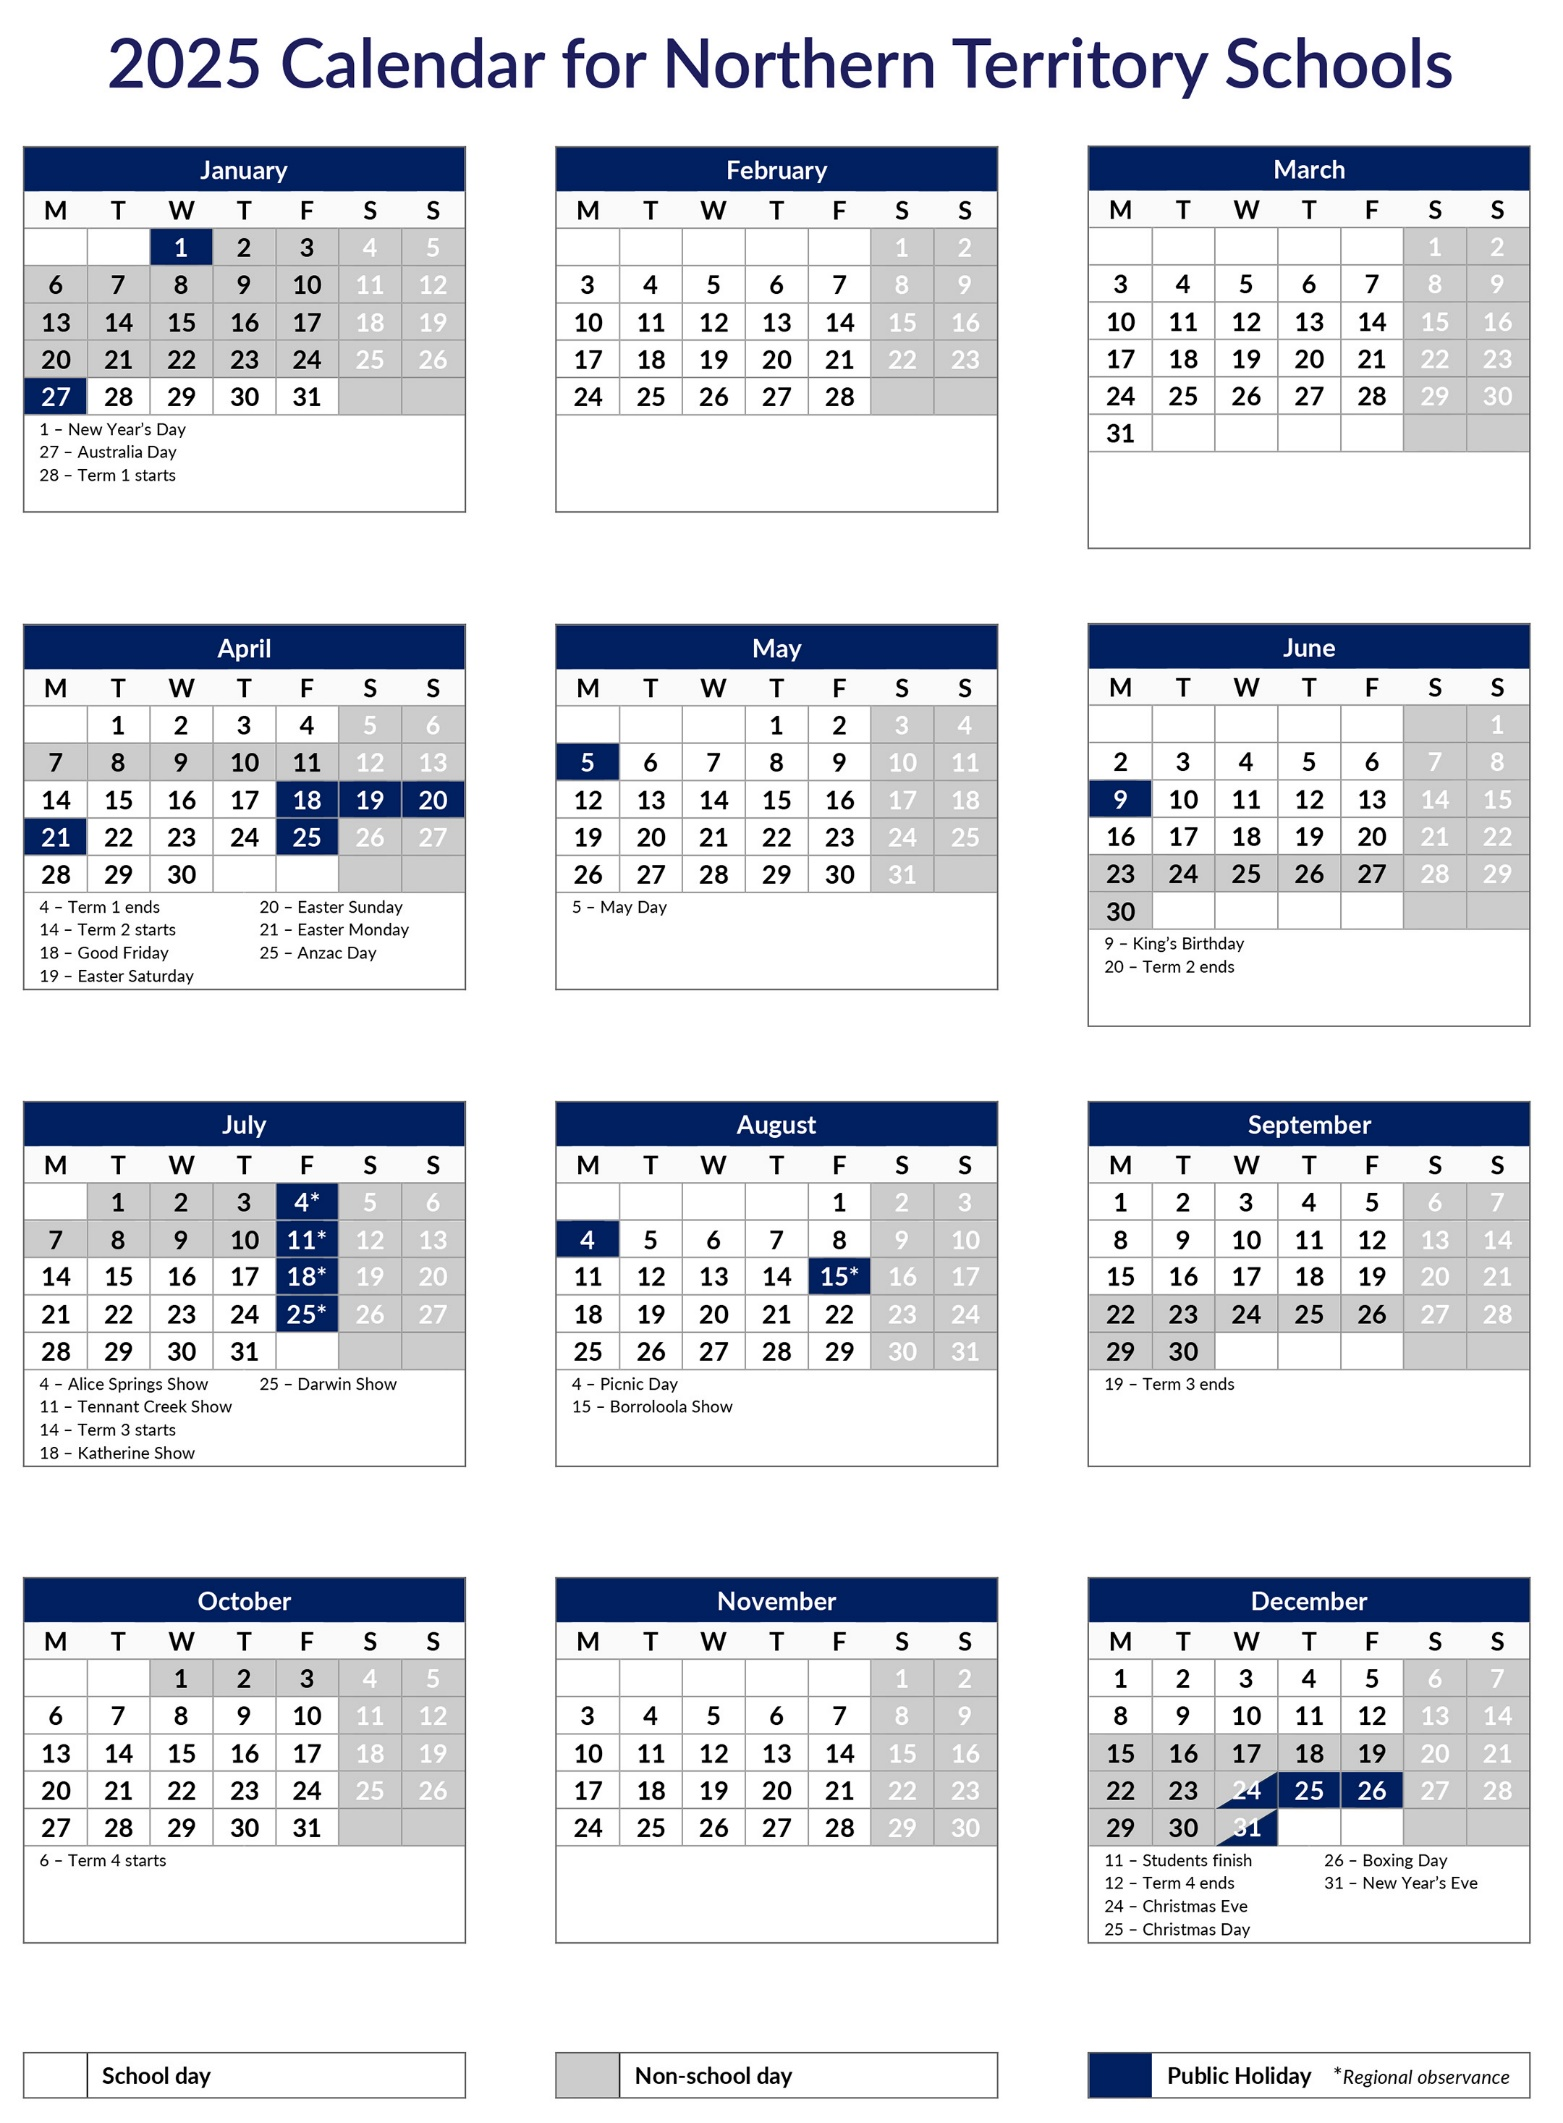 2025 Calendar for Northern Territory Schools
January
M T W T F S S
1 2 3 4 5
6 7 8 9 10 11 12
13 14 15 16 17 18 19
20 21 22 23 24 25 26
27 28 29 30 31
1 – New Year's Day
27 – Australia Day
28 – Term 1 starts
February
M T W T F S S
1 2
3 4 5 6 7 8 9
10 11 12 13 14 15 16
17 18 19 20 21 22 23
24 25 26 27 28
March
M T W T F S S
1 2
3 4 5 6 7 8 9
10 11 12 13 14 15 16
17 18 19 20 21 22 23
24 25 26 27 28 29 30
31
April
M T W T F S S
1 2 3 4 5 6
7 8 9 10 11 12 13
14 15 16 17 18 19 20
21 22 23 24 25 26 27
28 29 30
4 – Term 1 ends
14 – Term 2 starts
18 – Good Friday
19 – Easter Saturday
20 – Easter Sunday
21 – Easter Monday
25 – Anzac Day
May
M T W T F S S
1 2 3 4
5 6 7 8 9 10 11
12 13 14 15 16 17 18
19 20 21 22 23 24 25
26 27 28 29 30 31
5 – May Day
June
M T W T F S S
1
2 3 4 5 6 7 8
9 10 11 12 13 14 15
16 17 18 19 20 21 22
23 24 25 26 27 28 29
30
9 – King's Birthday
20 – Term 2 ends
July
M T W T F S S
1 2 3 4* 5 6
7 8 9 10 11* 12 13
14 15 16 17 18* 19 20
21 22 23 24 25* 26 27
28 29 30 31
4 – Alice Springs Show
11 – Tennant Creek Show
14 – Term 3 starts
18 – Katherine Show
25 – Darwin Show
August
M T W T F S S
1 2 3
4 5 6 7 8 9 10
11 12 13 14 15* 16 17
18 19 20 21 22 23 24
25 26 27 28 29 30 31
4 – Picnic Day
15 – Borroloola Show
September
M T W T F S S
1 2 3 4 5 6 7
8 9 10 11 12 13 14
15 16 17 18 19 20 21
22 23 24 25 26 27 28
29 30
19 – Term 3 ends
October
M T W T F S S
1 2 3 4 5
6 7 8 9 10 11 12
13 14 15 16 17 18 19
20 21 22 23 24 25 26
27 28 29 30 31
6 – Term 4 starts
November
M T W T F S S
1 2
3 4 5 6 7 8 9
10 11 12 13 14 15 16
17 18 19 20 21 22 23
24 25 26 27 28 29 30
December
M T W T F S S
1 2 3 4 5 6 7
8 9 10 11 12 13 14
15 16 17 18 19 20 21
22 23 24 25 26 27 28
29 30 31
11 – Students finish
12 – Term 4 ends
24 – Christmas Eve
25 – Christmas Day
26 – Boxing Day
31 – New Year's Eve
School day
Non-school day
Public Holiday *Regional observance